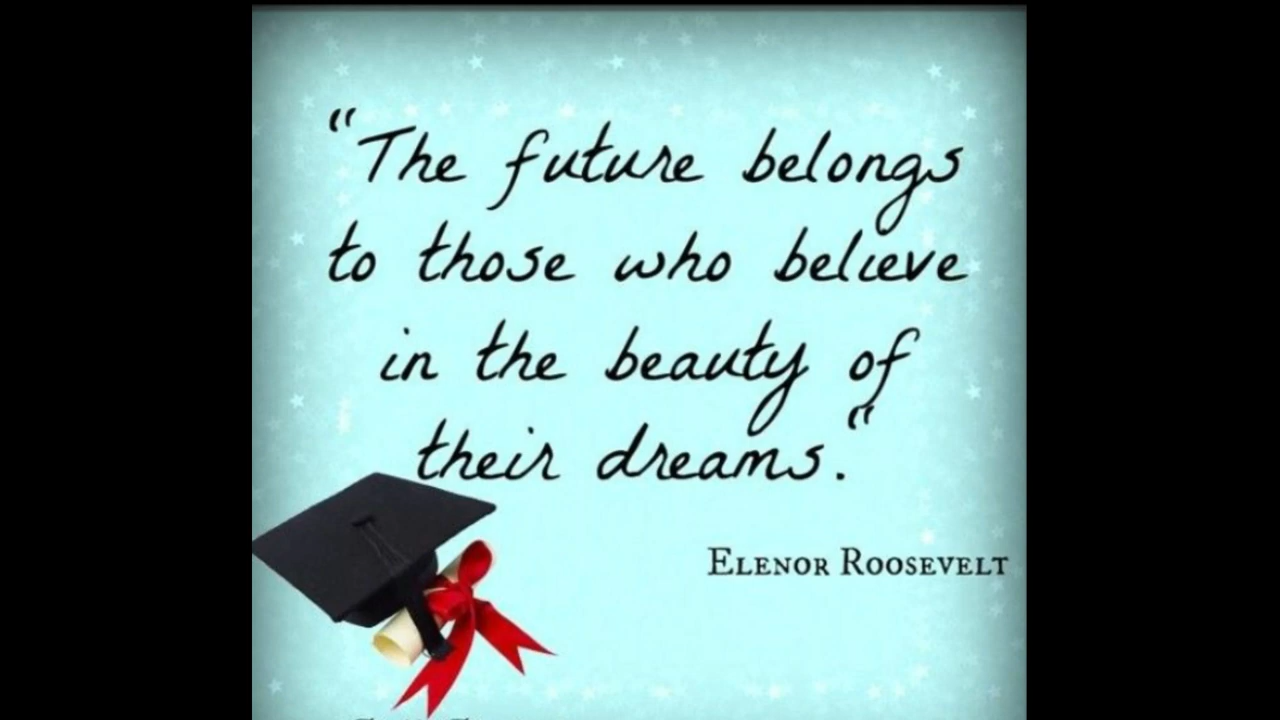 “The future belongs
to those who believe
in the beauty of
their dreams.“
Elenor Roosevelt